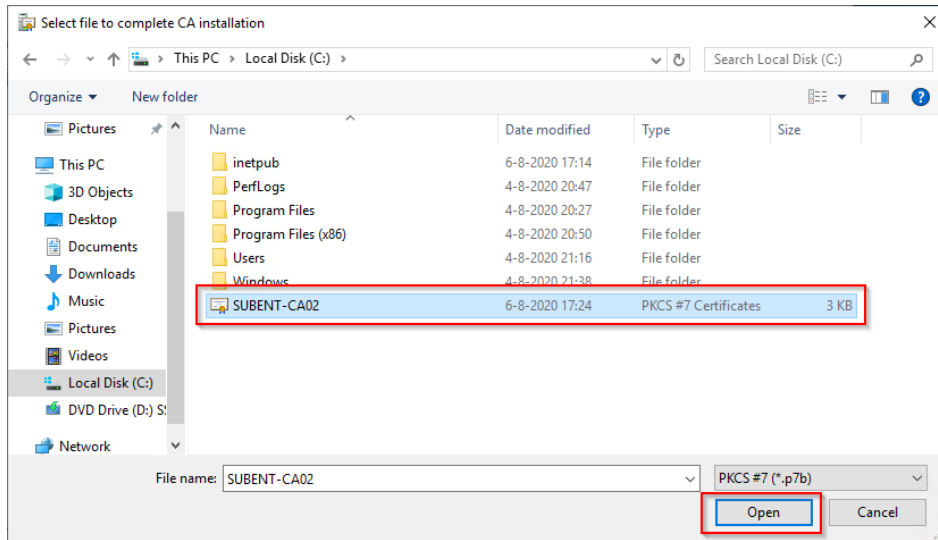 Select file to complete CA installation
This PC > Local Disk (C:) >
Search Local Disk (C:)
Organize
New folder
Pictures
This PC
3D Objects
Desktop
Documents
Downloads
Music
Pictures
Videos
Local Disk (C:)
DVD Drive (D:) S
Network
Name Date modified Type Size
inetpub 6-8-2020 17:14 File folder
PerfLogs 4-8-2020 20:47 File folder
Program Files 4-8-2020 20:27 File folder
Program Files (x86) 4-8-2020 20:50 File folder
Users 4-8-2020 21:16 File folder
Windows 4-8-2020 21:38 File folder
SUBENT-CA02 6-8-2020 17:24 PKCS #7 Certificates 3 KB
File name: SUBENT-CA02
PKCS #7 (*.p7b)
Open
Cancel